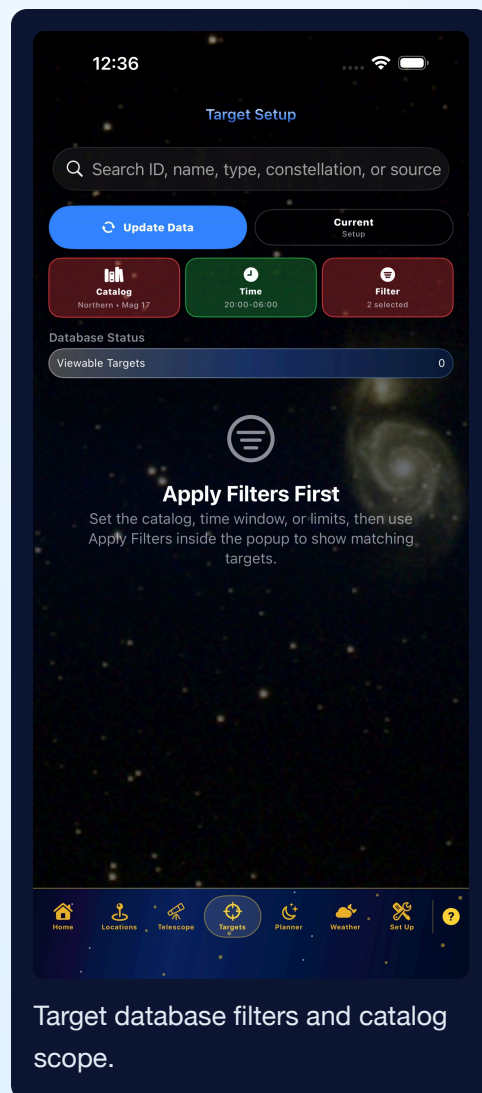 12:36
Target Setup
Search ID, name, type, constellation, or source
Update Data
Current
Setup
Catalog
Northern • Mag 17
Time
20:00-06:00
Filter
2 selected
Database Status
Viewable Targets 0
Apply Filters First
Set the catalog, time window, or limits, then use
Apply Filters inside the popup to show matching
targets.
Home
Locations
Telescope
Targets
Planner
Weather
Set Up
?
Target database filters and catalog
scope.